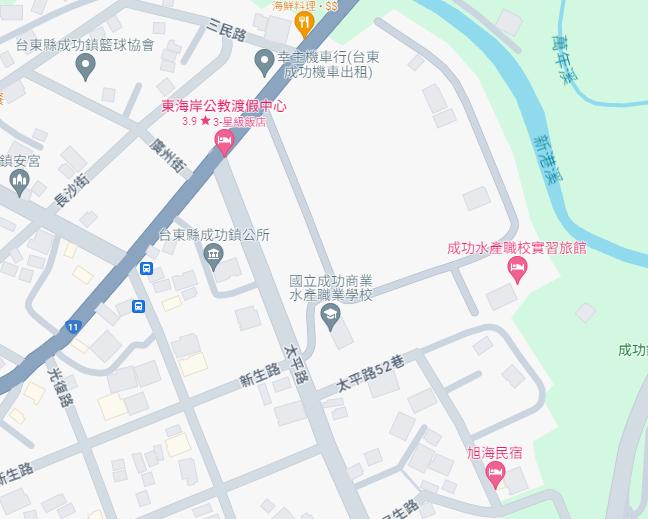 海鮮料理・$$
三民路
台東縣成功鎮籃球協會
幸主機車行(台東
成功機車出租)
萬年溪
東海岸公教渡假中心
3.9 ★ 3-星級飯店
新港溪
廣州街
鎮安宮
長沙街
台東縣成功鎮公所
成功水產職校實習旅館
國立成功商業
水產職業學校
11
太平路
成功
新生路
太平路52巷
光復路
旭海民宿
新生路
民生路